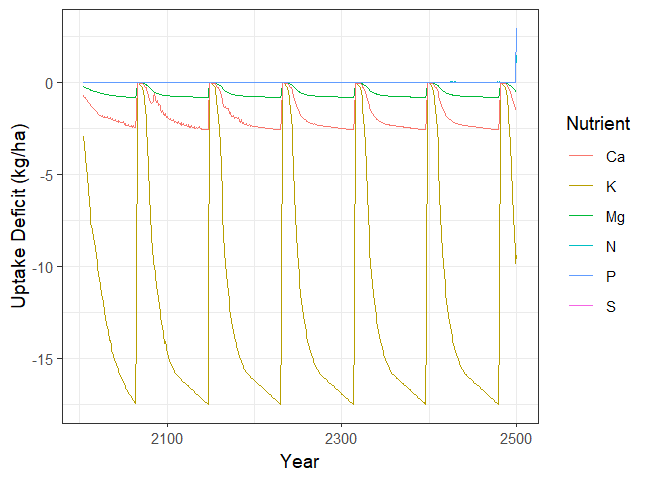 Uptake Deficit (kg/ha)
0
-5
-10
-15
2100
2300
2500
Year
Nutrient
Ca
K
Mg
N
P
S